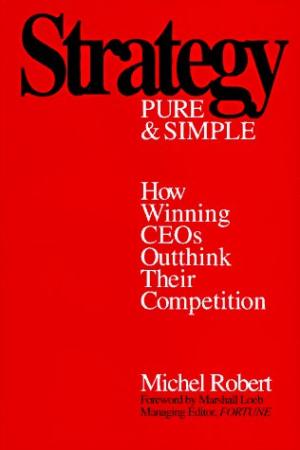 Strategy
PURE
& SIMPLE
How
Winning
CEOs
Outthink
Their
Competition
Michel Robert
Foreword by Marshall Loeb
Managing Editor, FORTUNE